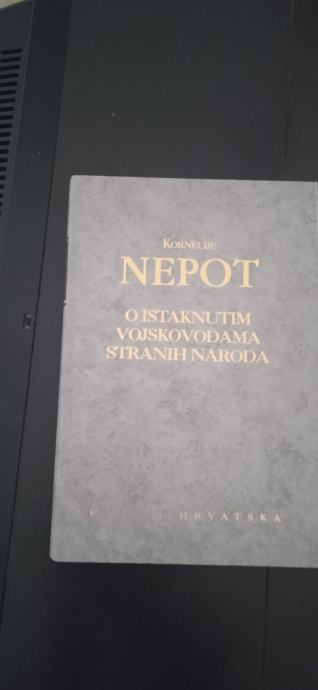 KORNELIJE
NEPOT
O ISTAKNUTIM
VOJSKOVOĐAMA
STRANIH NARODA
HRVATSKA